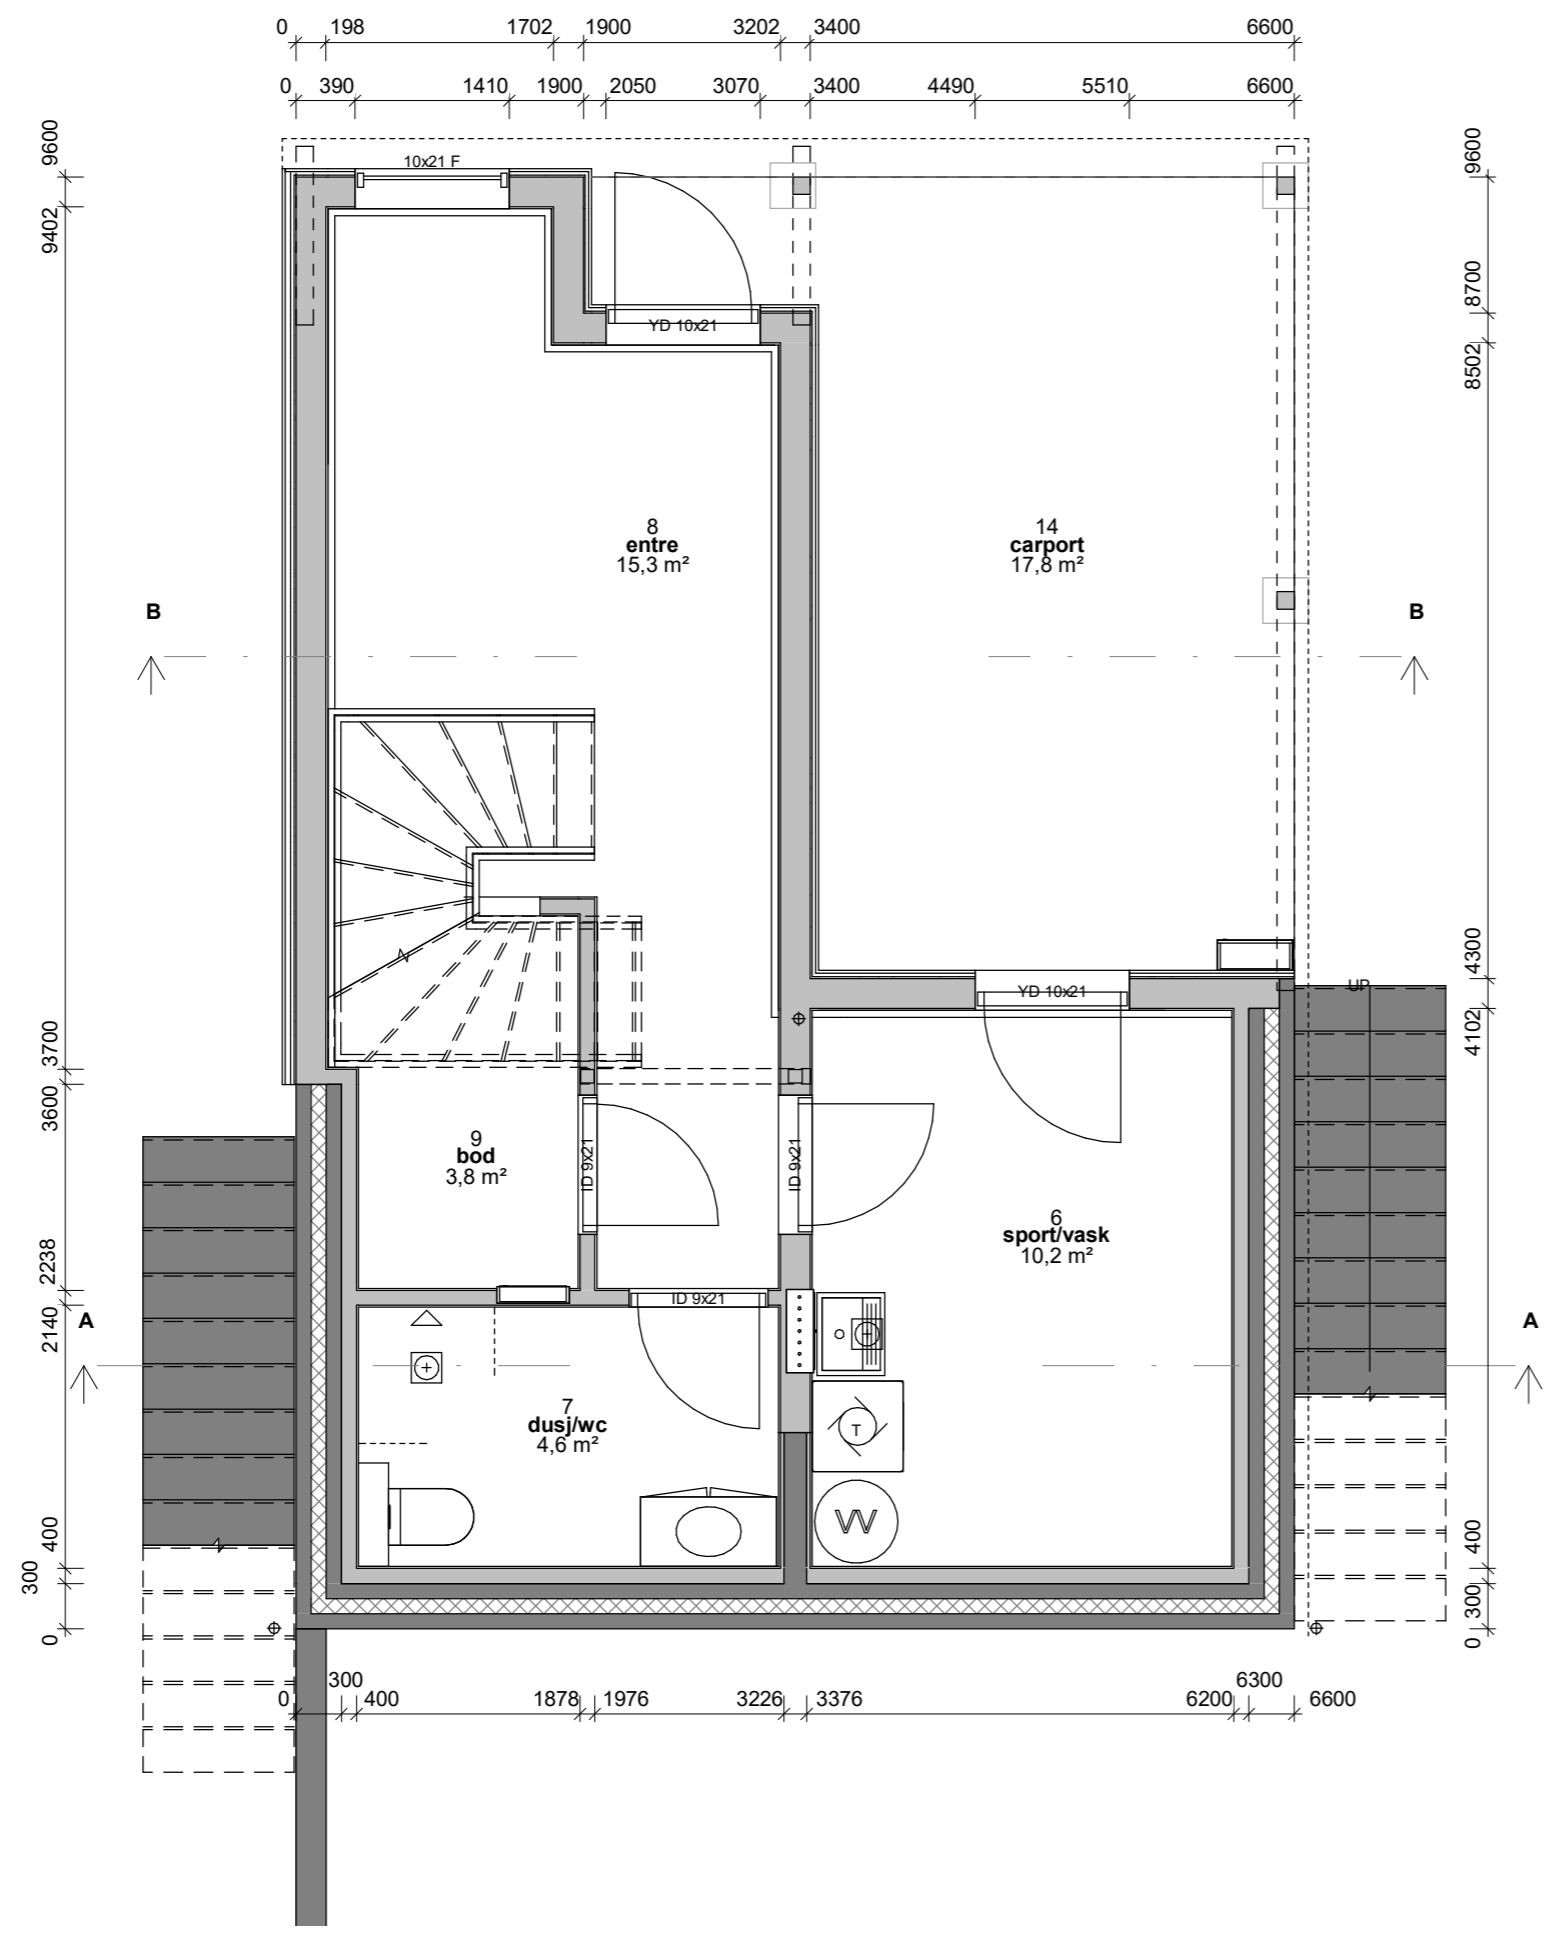 0 198 1702 1900 3202 3400 6600
0 390 1410 1900 2050 3070 3400 4490 5510 6600
9600
9402
9600
8700
8502
10x21 F
YD 10x21
8
entre
15,3 m²
14
carport
17,8 m²
B
B
4300
4102
YD 10x21
UP
3700
3600
ID 9x21
ID 9x21
9
bod
3,8 m²
6
sport/vask
10,2 m²
2238
2140
ID 9x21
A
A
7
dusj/wc
4,6 m²
T
VV
400
300
0
400
300
0
0 300 400 1878 1976 3226 3376 6200 6300 6600